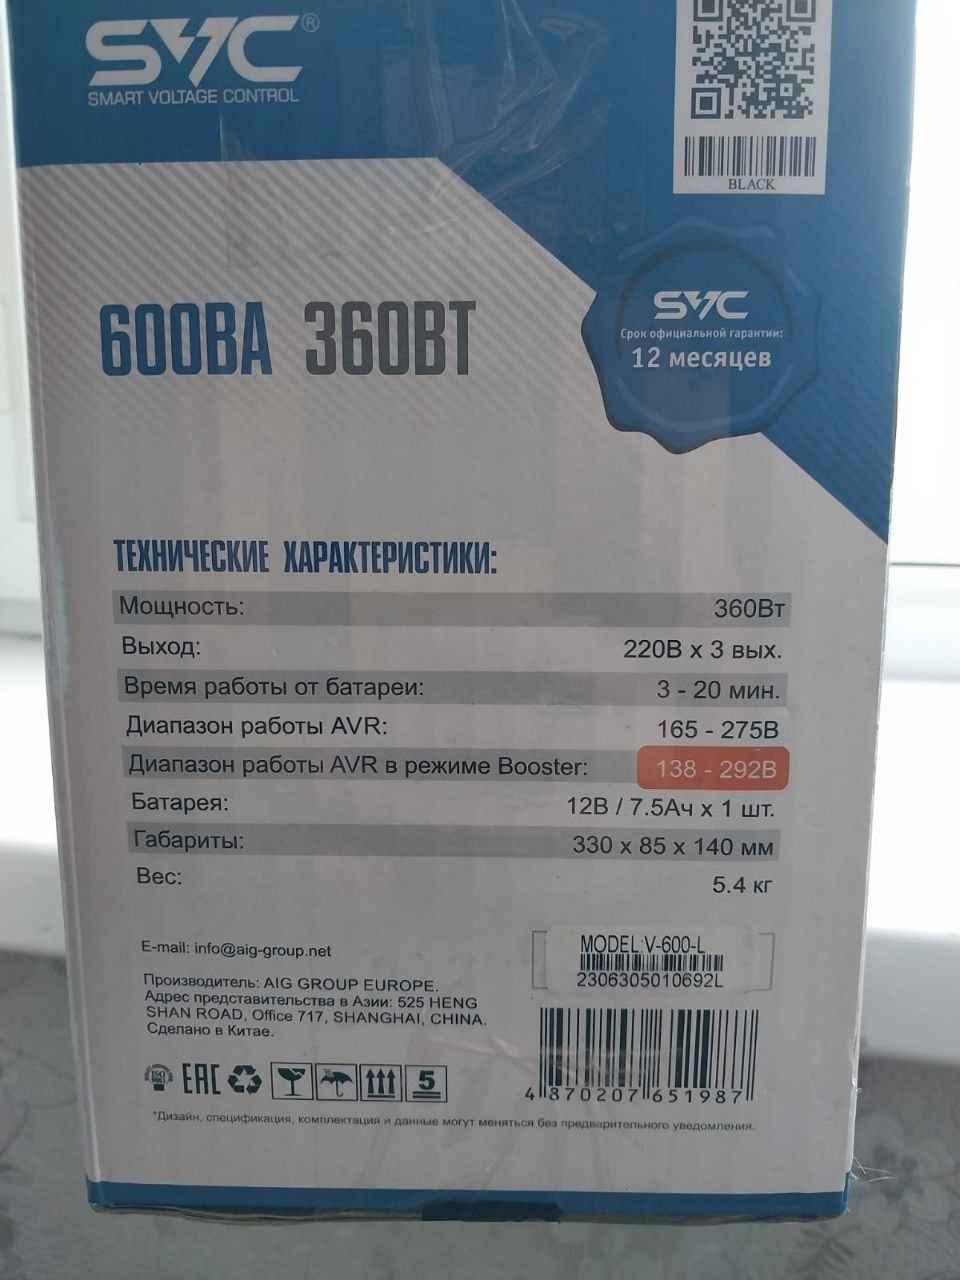 SVC®
SMART VOLTAGE CONTROL
BLACK
600ВА 360ВТ
SVC
Срок официальной гарантии:
12 месяцев
ТЕХНИЧЕСКИЕ ХАРАКТЕРИСТИКИ:
Мощность: 360Вт
Выход: 220В x 3 вых.
Время работы от батареи: 3 - 20 мин.
Диапазон работы AVR: 165 - 275В
Диапазон работы AVR в режиме Booster: 138 - 292В
Батарея: 12В / 7.5Ач x 1 шт.
Габариты: 330 x 85 x 140 мм
Вес: 5.4 кг
E-mail: info@aig-group.net
Производитель: AIG GROUP EUROPE.
Адрес представительства в Азии: 525 HENG
SHAN ROAD, Office 717, SHANGHAI, CHINA.
Сделано в Китае.
MODEL:V-600-L
2306305010692L
ISO
9001
EAC
5
4 870207 651987
*Дизайн, спецификация, комплектация и данные могут меняться без предварительного уведомления.